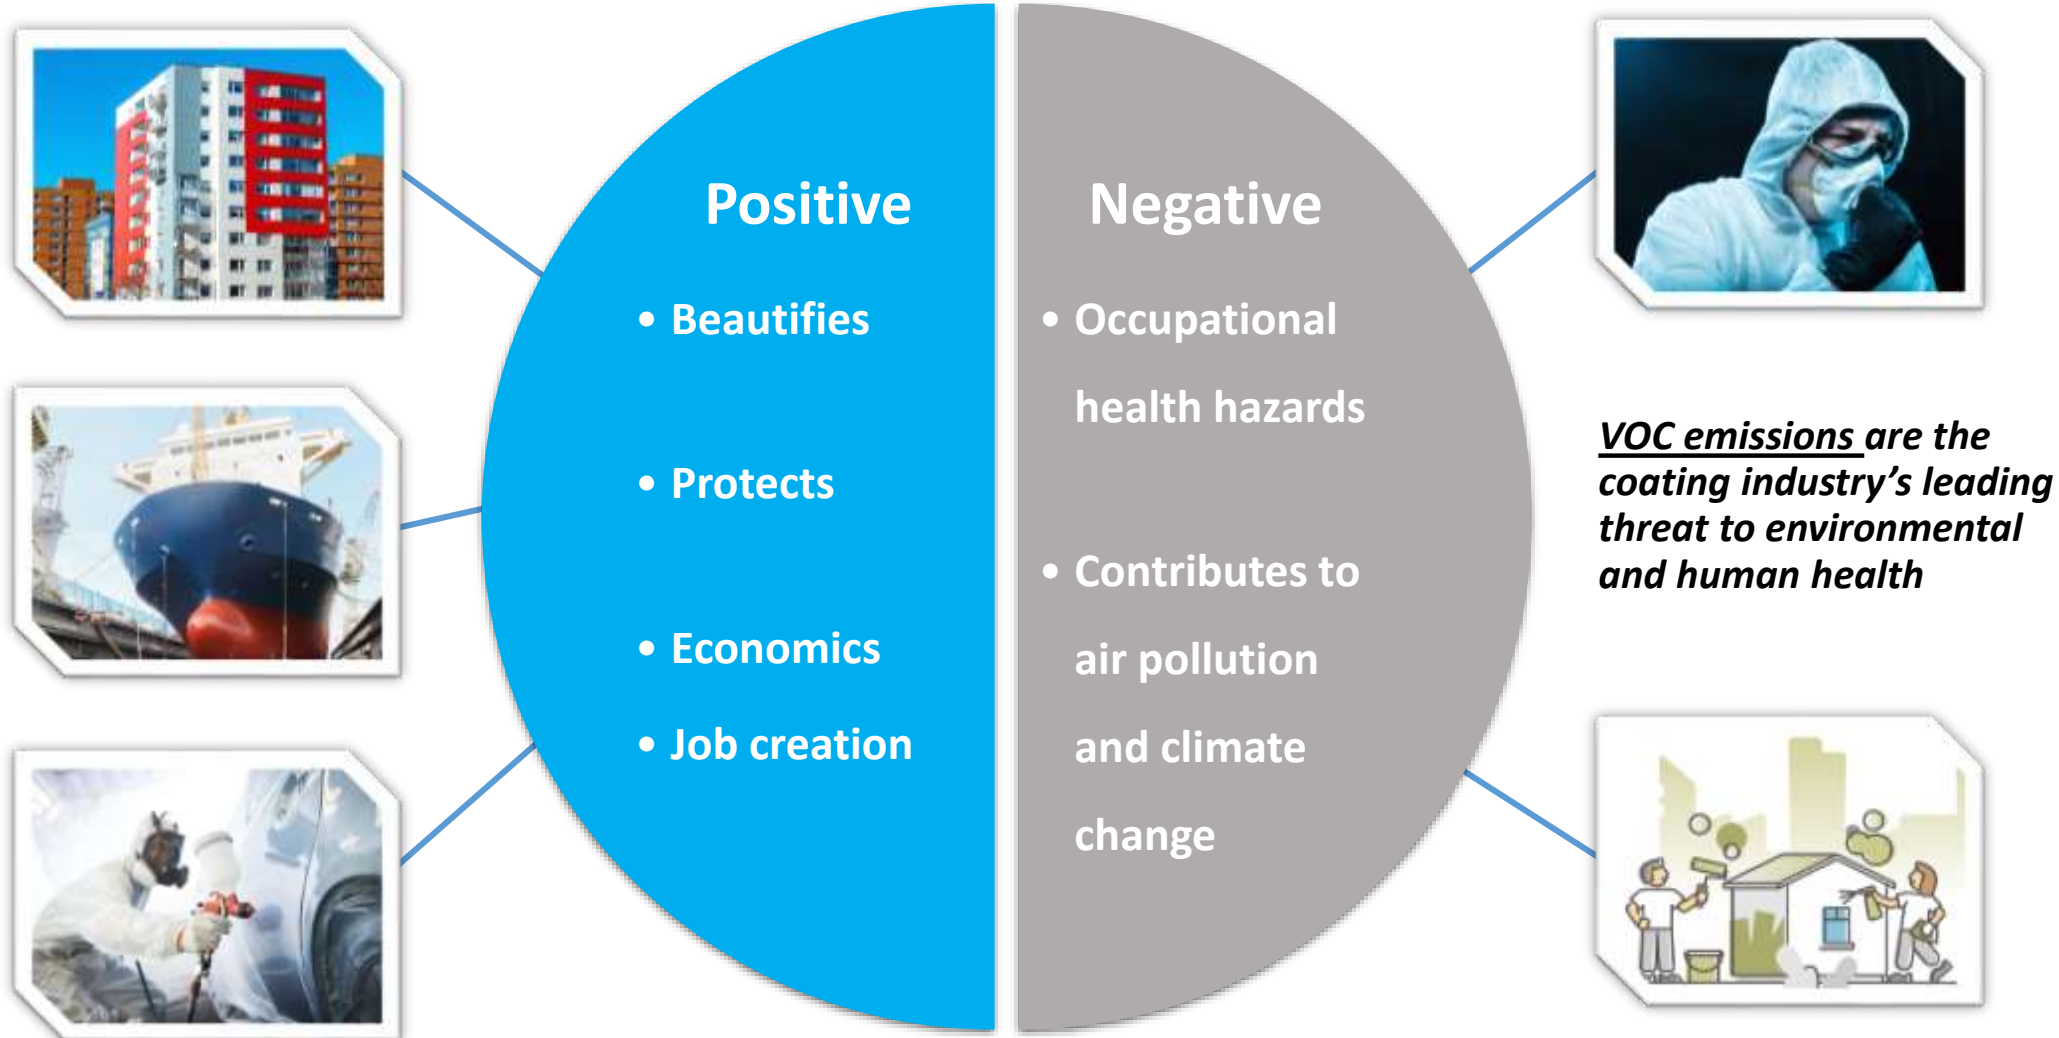 Positive
• Beautifies
• Protects
• Economics
• Job creation
Negative
• Occupational
health hazards
• Contributes to
air pollution
and climate
change
VOC emissions are the
coating industry’s leading
threat to environmental
and human health